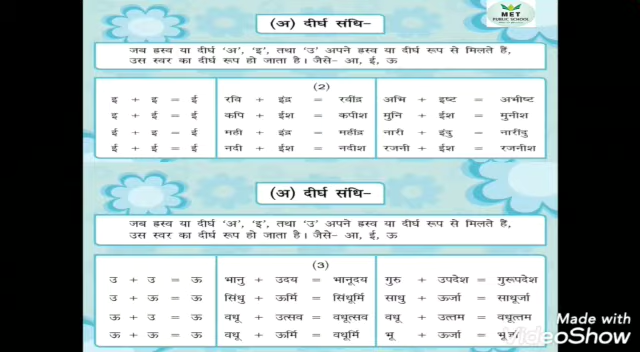 MET
PUBLIC SCHOOL
(अ) दीर्घ संधि-
जब ह्रस्व या दीर्घ ‘अ’, ‘इ’, तथा ‘उ’ अपने ह्रस्व या दीर्घ रूप से मिलते हैं,
उस स्वर का दीर्घ रूप हो जाता है। जैसे- आ, ई, ऊ
(2)
इ + इ = ई रवि + इंद्र = रवींद्र अभि + इष्ट = अभीष्ट
इ + ई = ई कपि + ईश = कपीश मुनि + ईश = मुनीश
ई + इ – ई मही + इंद्र – महींद्र नारी + इंदु – नारींदु
ई + ई = ई नदी + ईश = नदीश रजनी + ईश = रजनीश
(अ) दीर्घ संधि-
जब ह्रस्व या दीर्घ ‘अ’, ‘इ’, तथा ‘उ’ अपने ह्रस्व या दीर्घ रूप से मिलते हैं,
उस स्वर का दीर्घ रूप हो जाता है। जैसे- आ, ई, ऊ
(3)
उ + उ = ऊ भानु + उदय = भानूदय गुरु + उपदेश = गुरूपदेश
उ + ऊ = ऊ सिंधु + ऊर्मि = सिंधूर्मि साधु + ऊर्जा = साधूर्जा
ऊ + उ = ऊ वधू + उत्सव = वधूत्सव वधू + उत्तम = वधूत्तम
ऊ + ऊ = ऊ वधू + ऊर्मि = वधूर्मि भू + ऊर्जा =
Made with
VideoShow